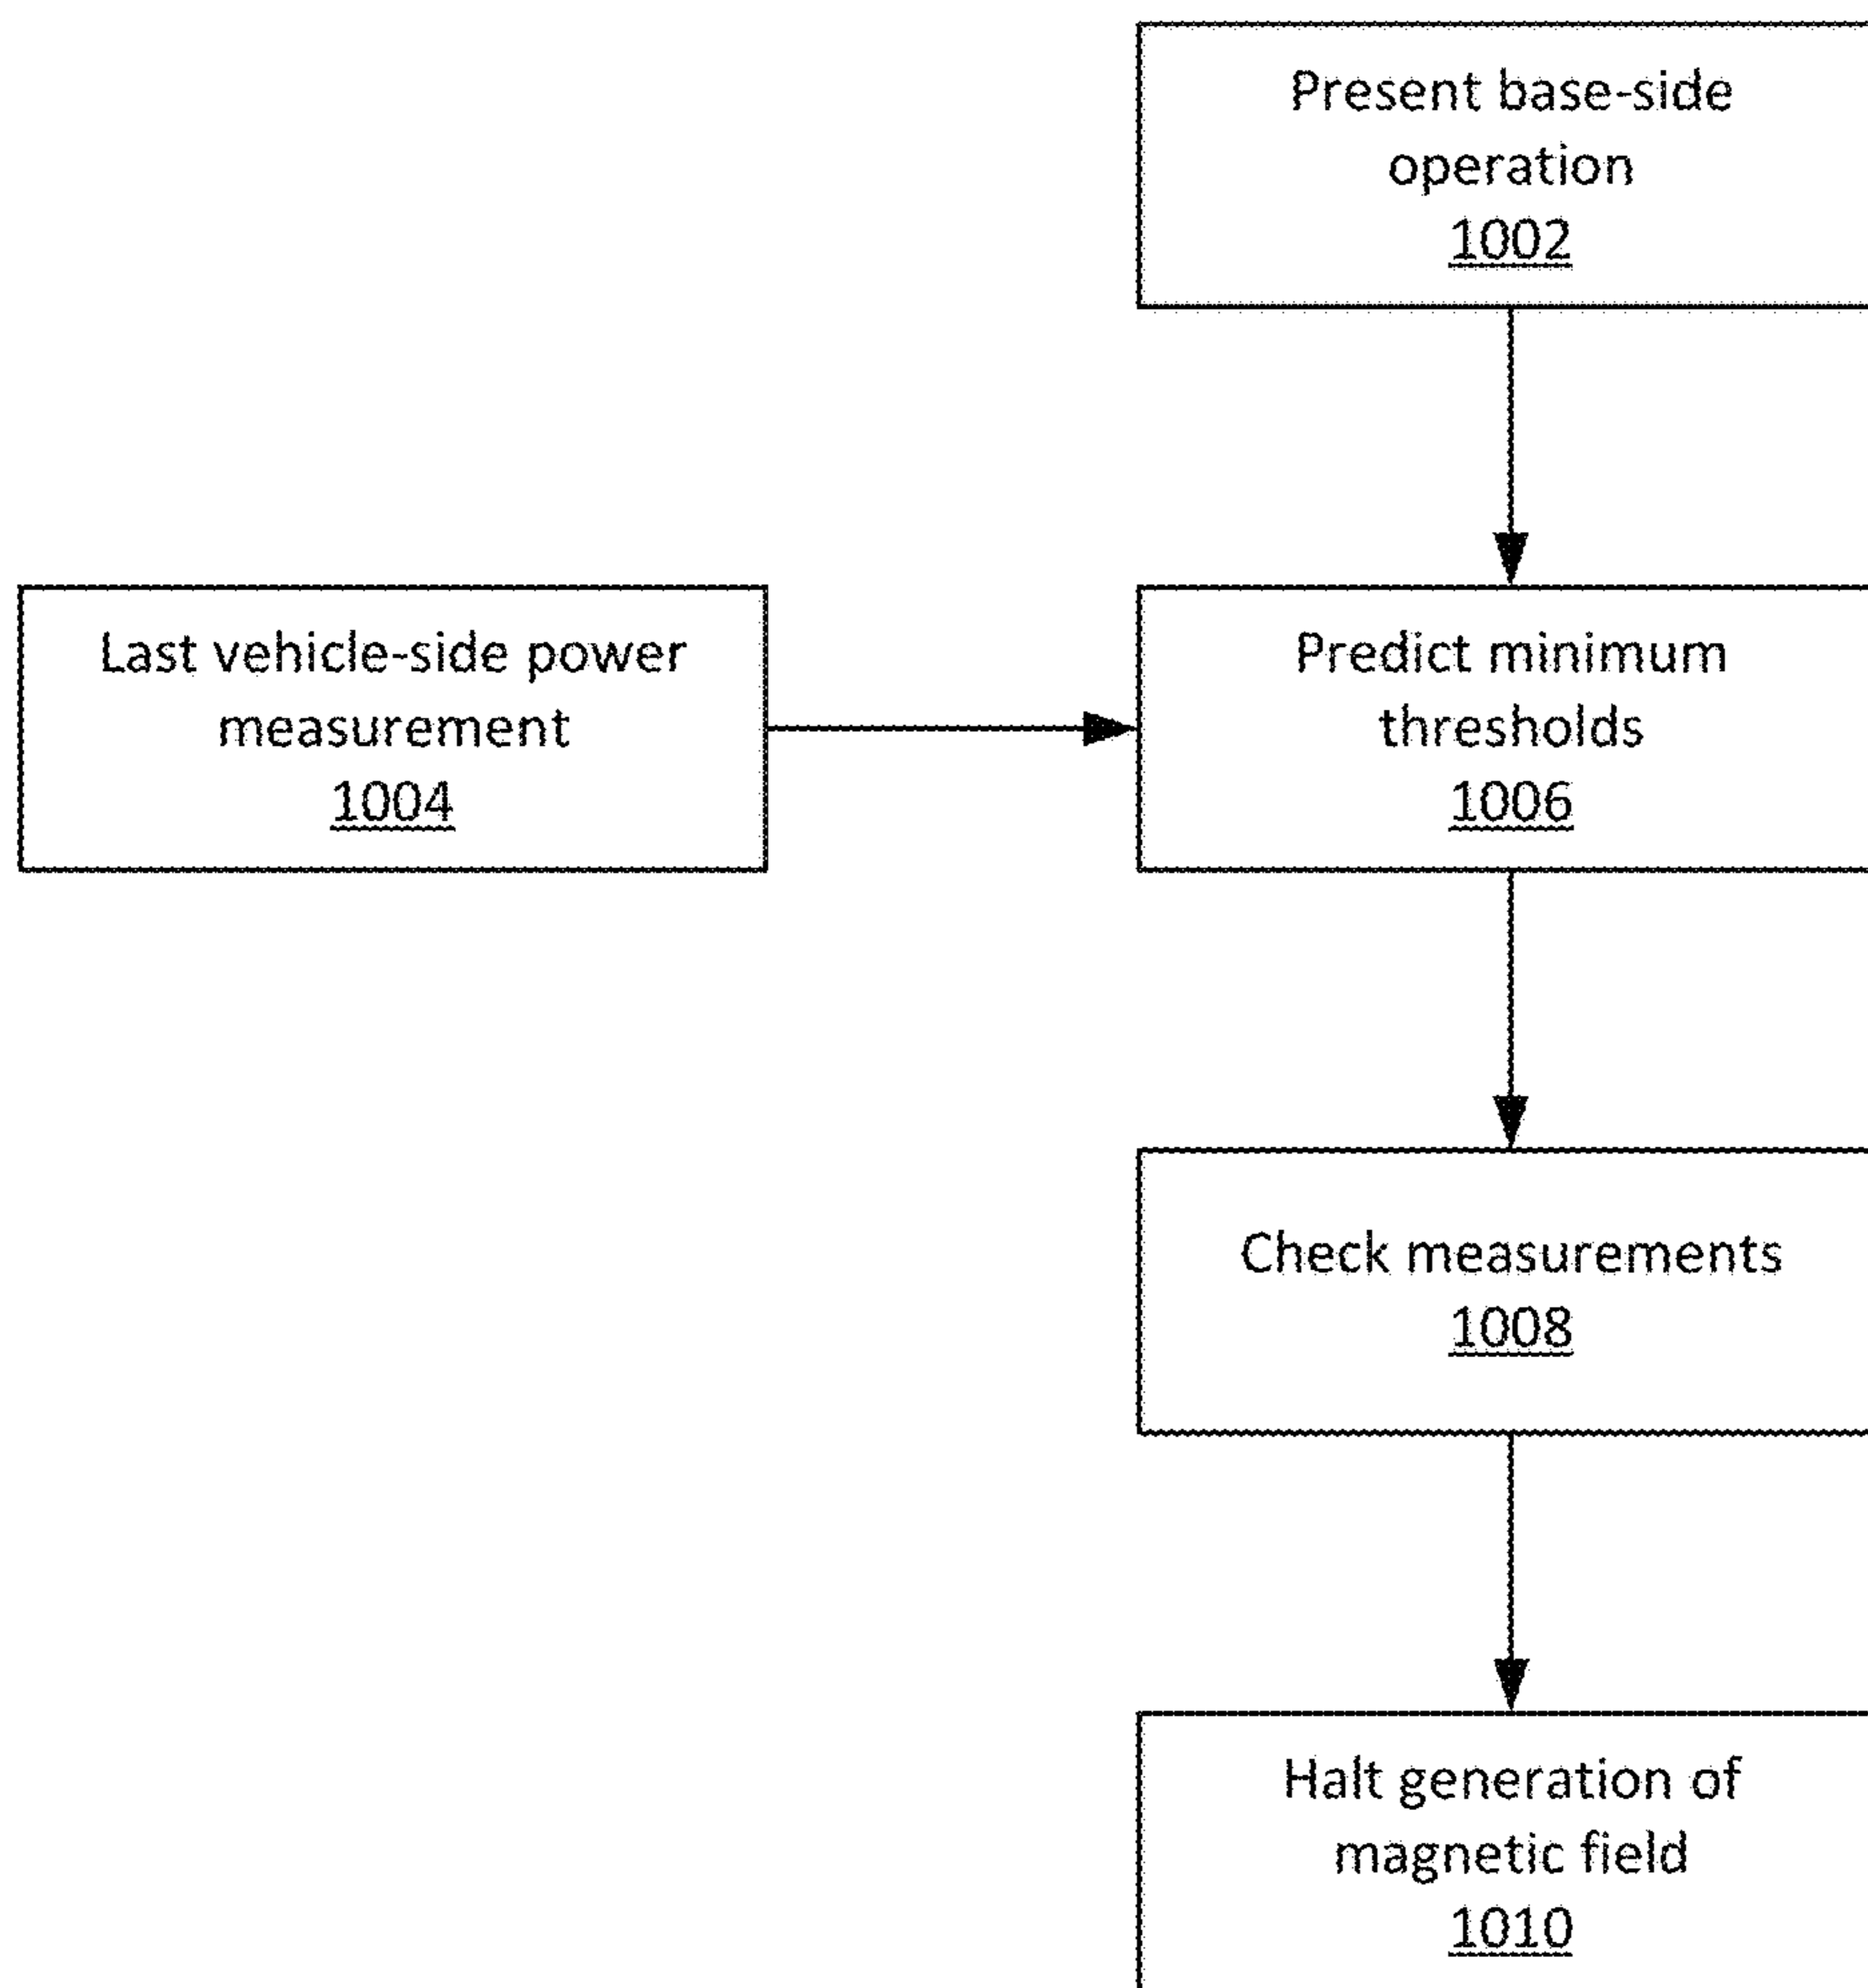 Present base-side
operation
1002
Last vehicle-side power
measurement
1004
Predict minimum
thresholds
1006
Check measurements
1008
Halt generation of
magnetic field
1010